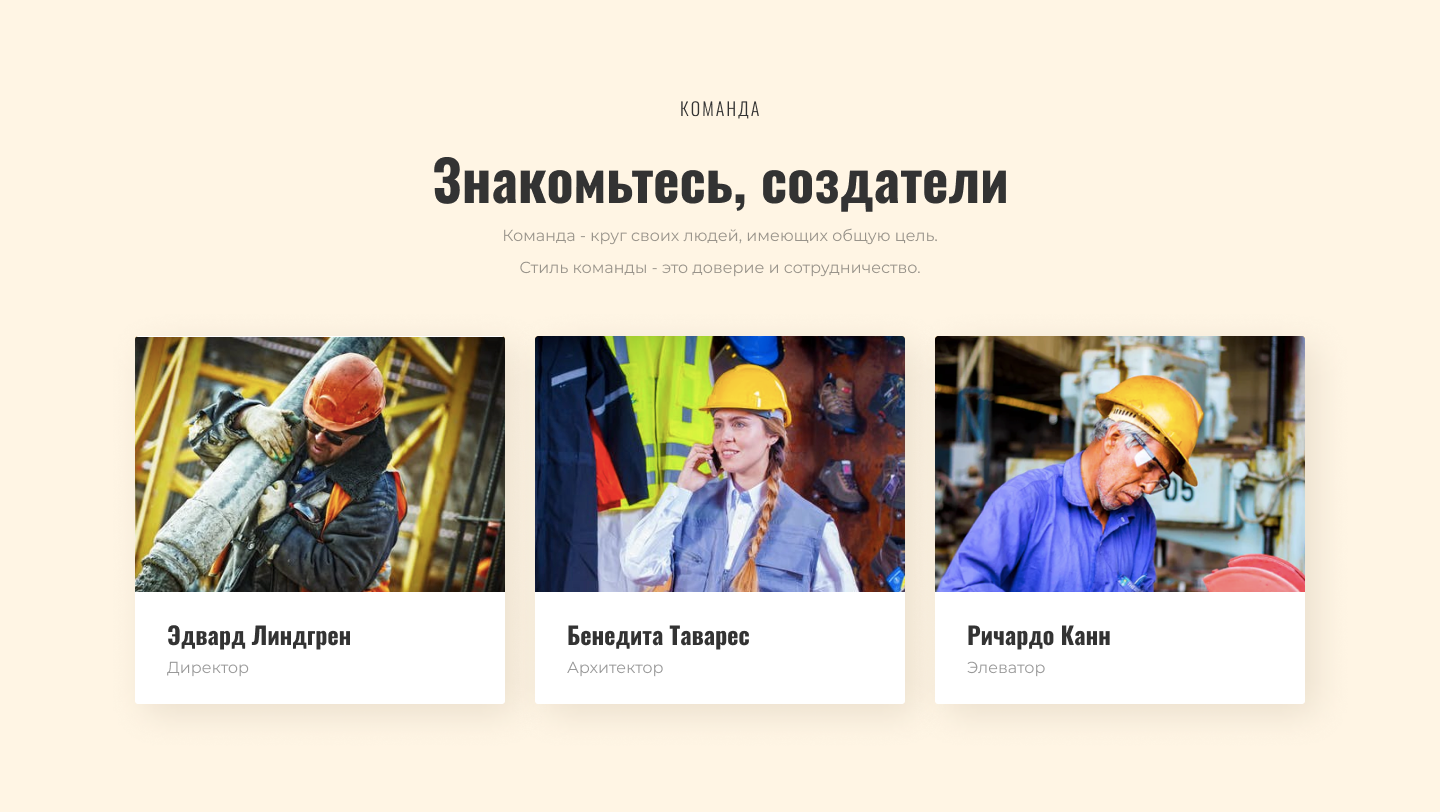 КОМАНДА
Знакомьтесь, создатели
Команда - круг своих людей, имеющих общую цель.
Стиль команды - это доверие и сотрудничество.
05
Эдвард Линдгрен
Директор
Бенедита Таварес
Архитектор
Ричардо Канн
Элеватор